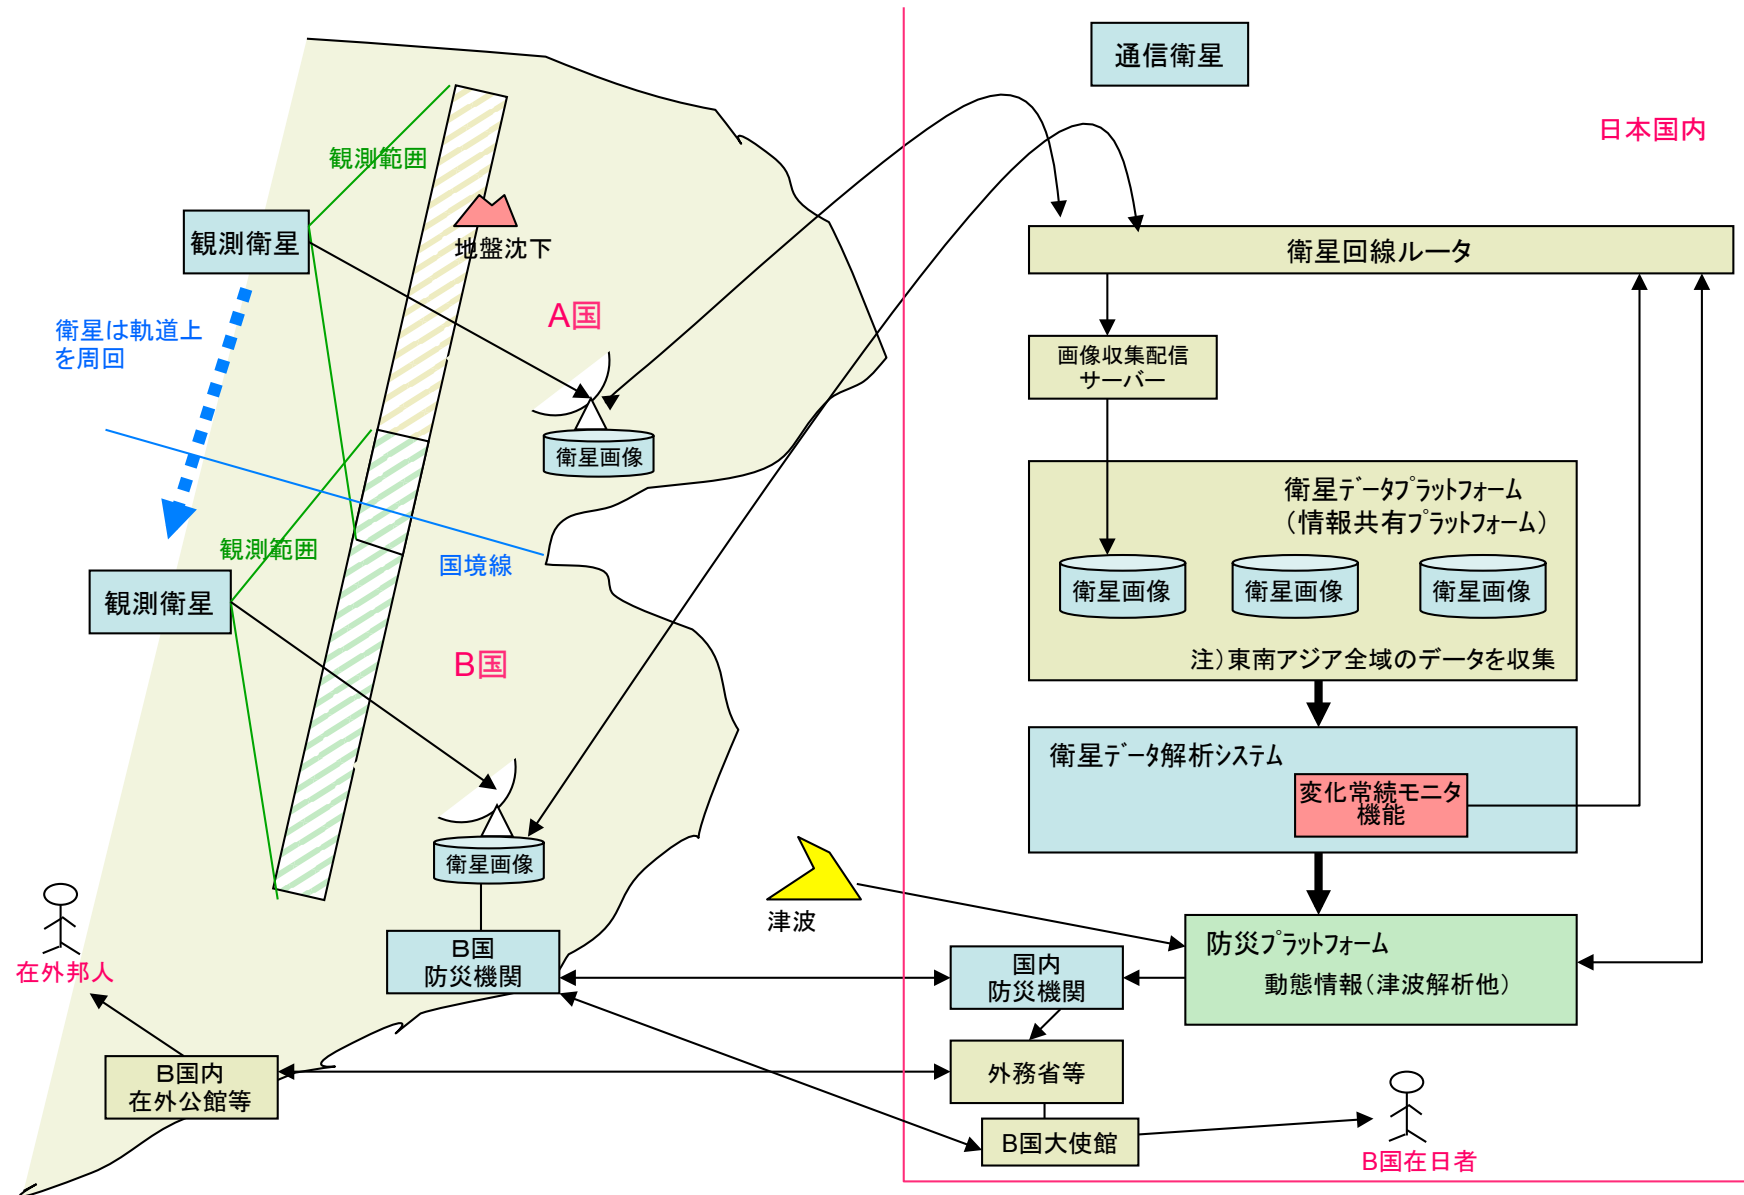 通信衛星
日本国内
観測範囲
観測衛星
地盤沈下
衛星回線ルータ
A国
衛星は軌道上
を周回
画像収集配信
サーバー
衛星画像
衛星データプラットフォーム
（情報共有プラットフォーム）
観測範囲
国境線
観測衛星
衛星画像
衛星画像
衛星画像
B国
注）東南アジア全域のデータを収集
衛星データ解析システム
変化常続モニタ
機能
衛星画像
津波
防災プラットフォーム
動態情報（津波解析他）
B国
防災機関
国内
防災機関
在外邦人
B国内
在外公館等
外務省等
B国大使館
B国在日者